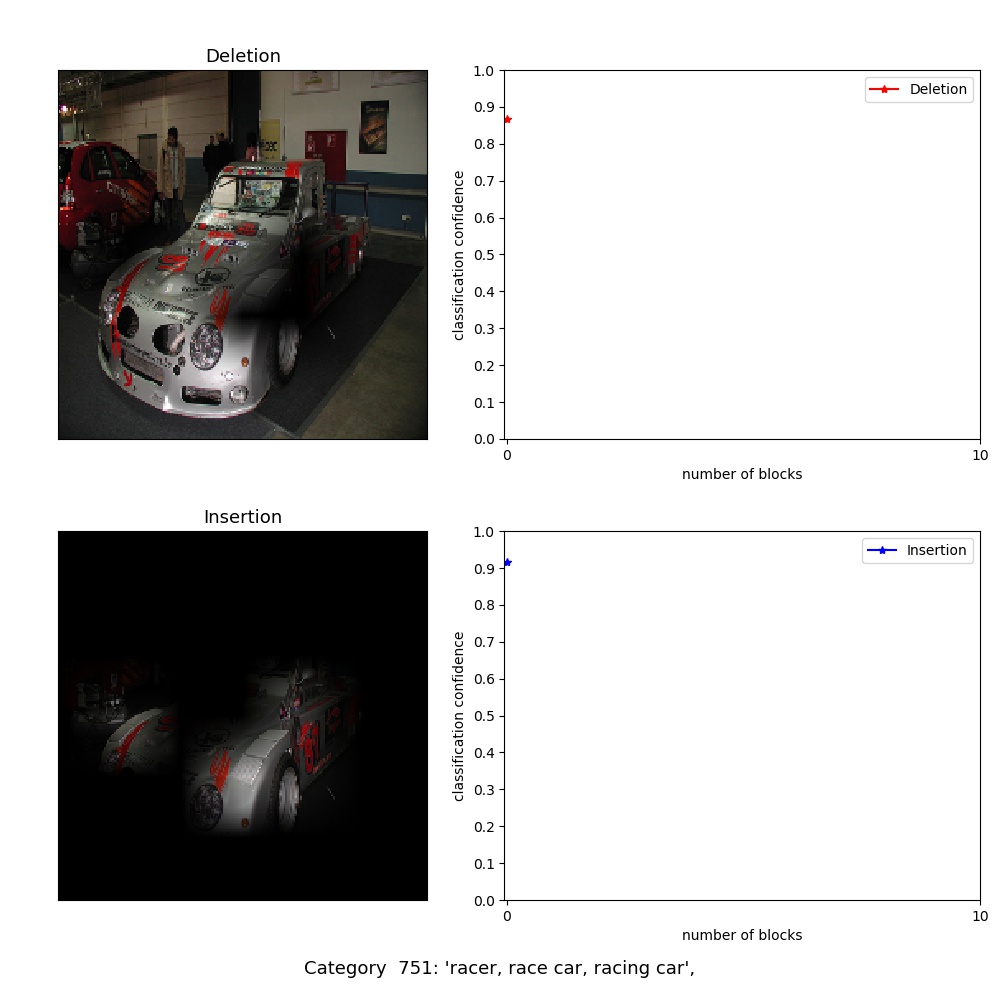 Deletion
1.0
0.9
0.8
0.7
0.6
0.5
0.4
0.3
0.2
0.1
0.0
classification confidence
Deletion
0
10
number of blocks
Insertion
1.0
0.9
0.8
0.7
0.6
0.5
0.4
0.3
0.2
0.1
0.0
classification confidence
Insertion
0
10
number of blocks
Category 751: 'racer, race car, racing car',